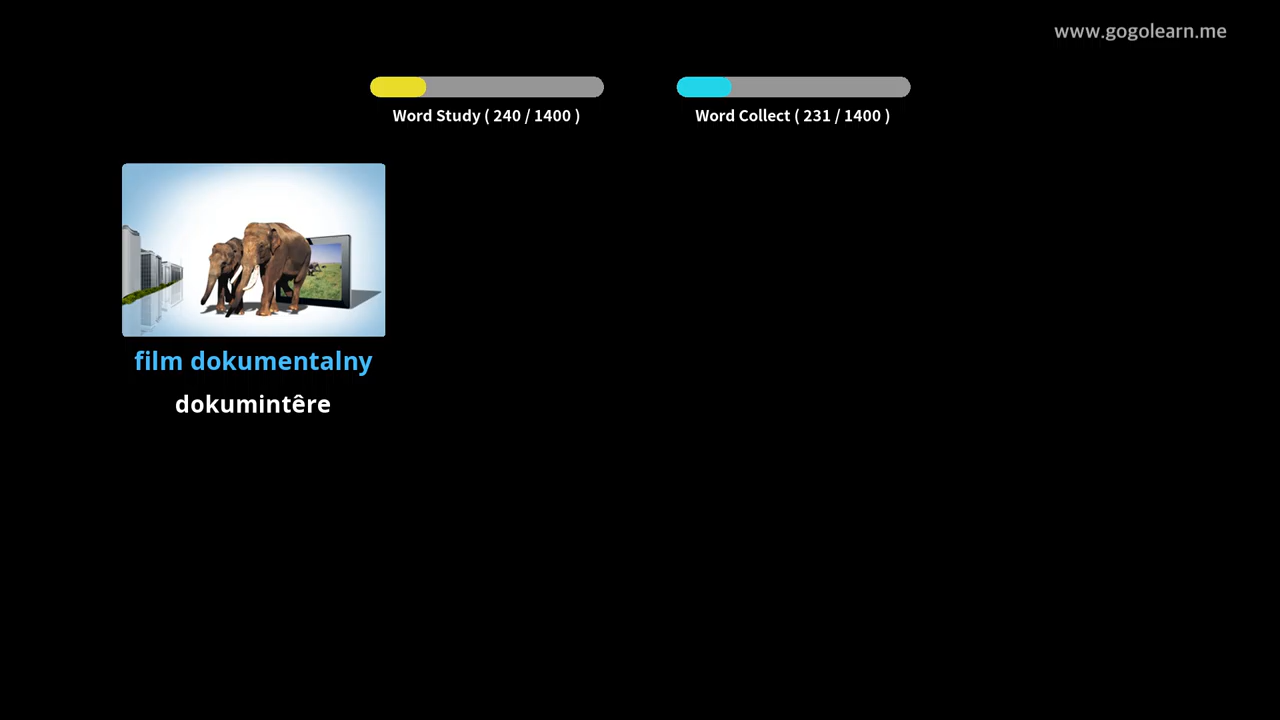 www.gogolearn.me
Word Study ( 240 / 1400 )
Word Collect ( 231 / 1400 )
film dokumentalny
dokumintêre